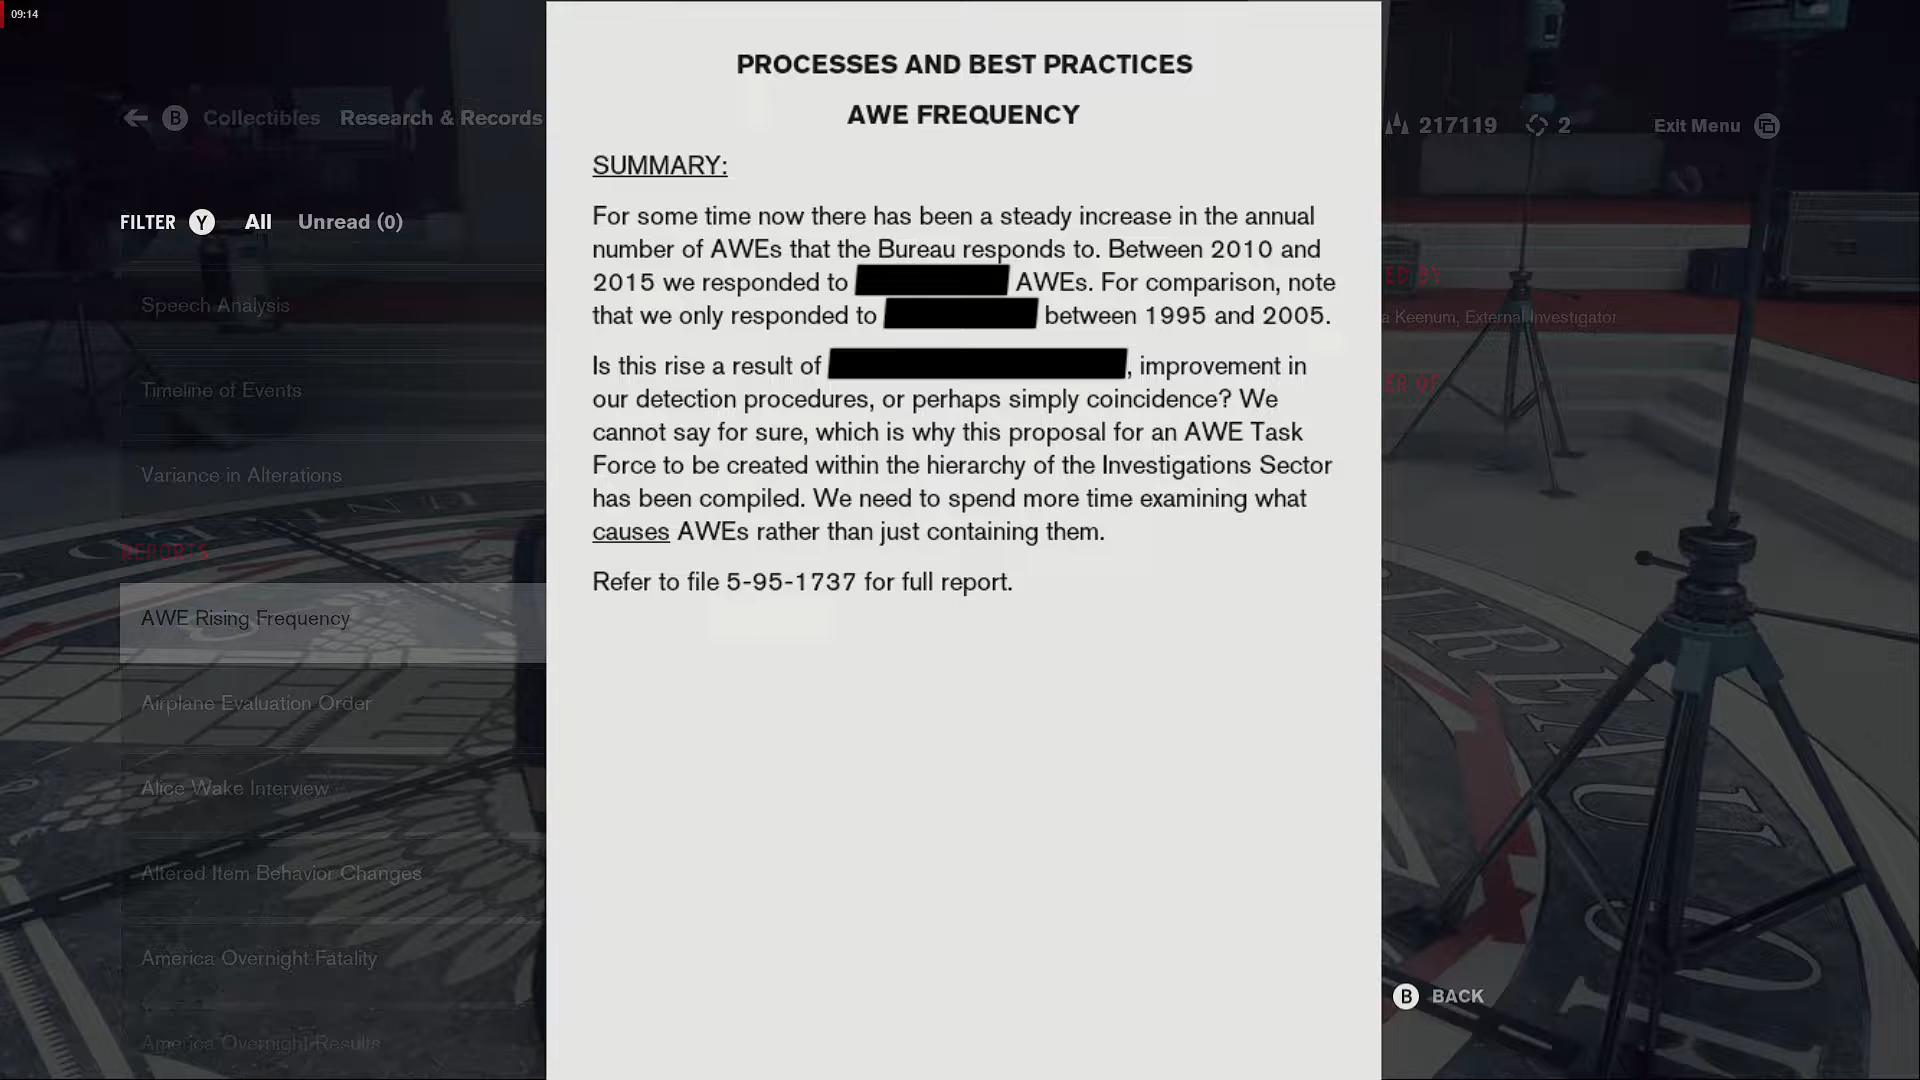 09:14
B Collectibles Research & Records
217119 2 Exit Menu
FILTER Y All Unread (0)
Speech Analysis
Timeline of Events
Variance in Alterations
REPORTS
AWE Rising Frequency
Airplane Evaluation Order
Alice Wake Interview
Altered Item Behavior Changes
America Overnight Fatality
America Overnight Results
PROCESSES AND BEST PRACTICES
AWE FREQUENCY
SUMMARY:
For some time now there has been a steady increase in the annual
number of AWEs that the Bureau responds to. Between 2010 and
2015 we responded to AWEs. For comparison, note
that we only responded to between 1995 and 2005.
Is this rise a result of , improvement in
our detection procedures, or perhaps simply coincidence? We
cannot say for sure, which is why this proposal for an AWE Task
Force to be created within the hierarchy of the Investigations Sector
has been compiled. We need to spend more time examining what
causes AWEs rather than just containing them.
Refer to file 5-95-1737 for full report.
Keenum, External Investigator
B BACK